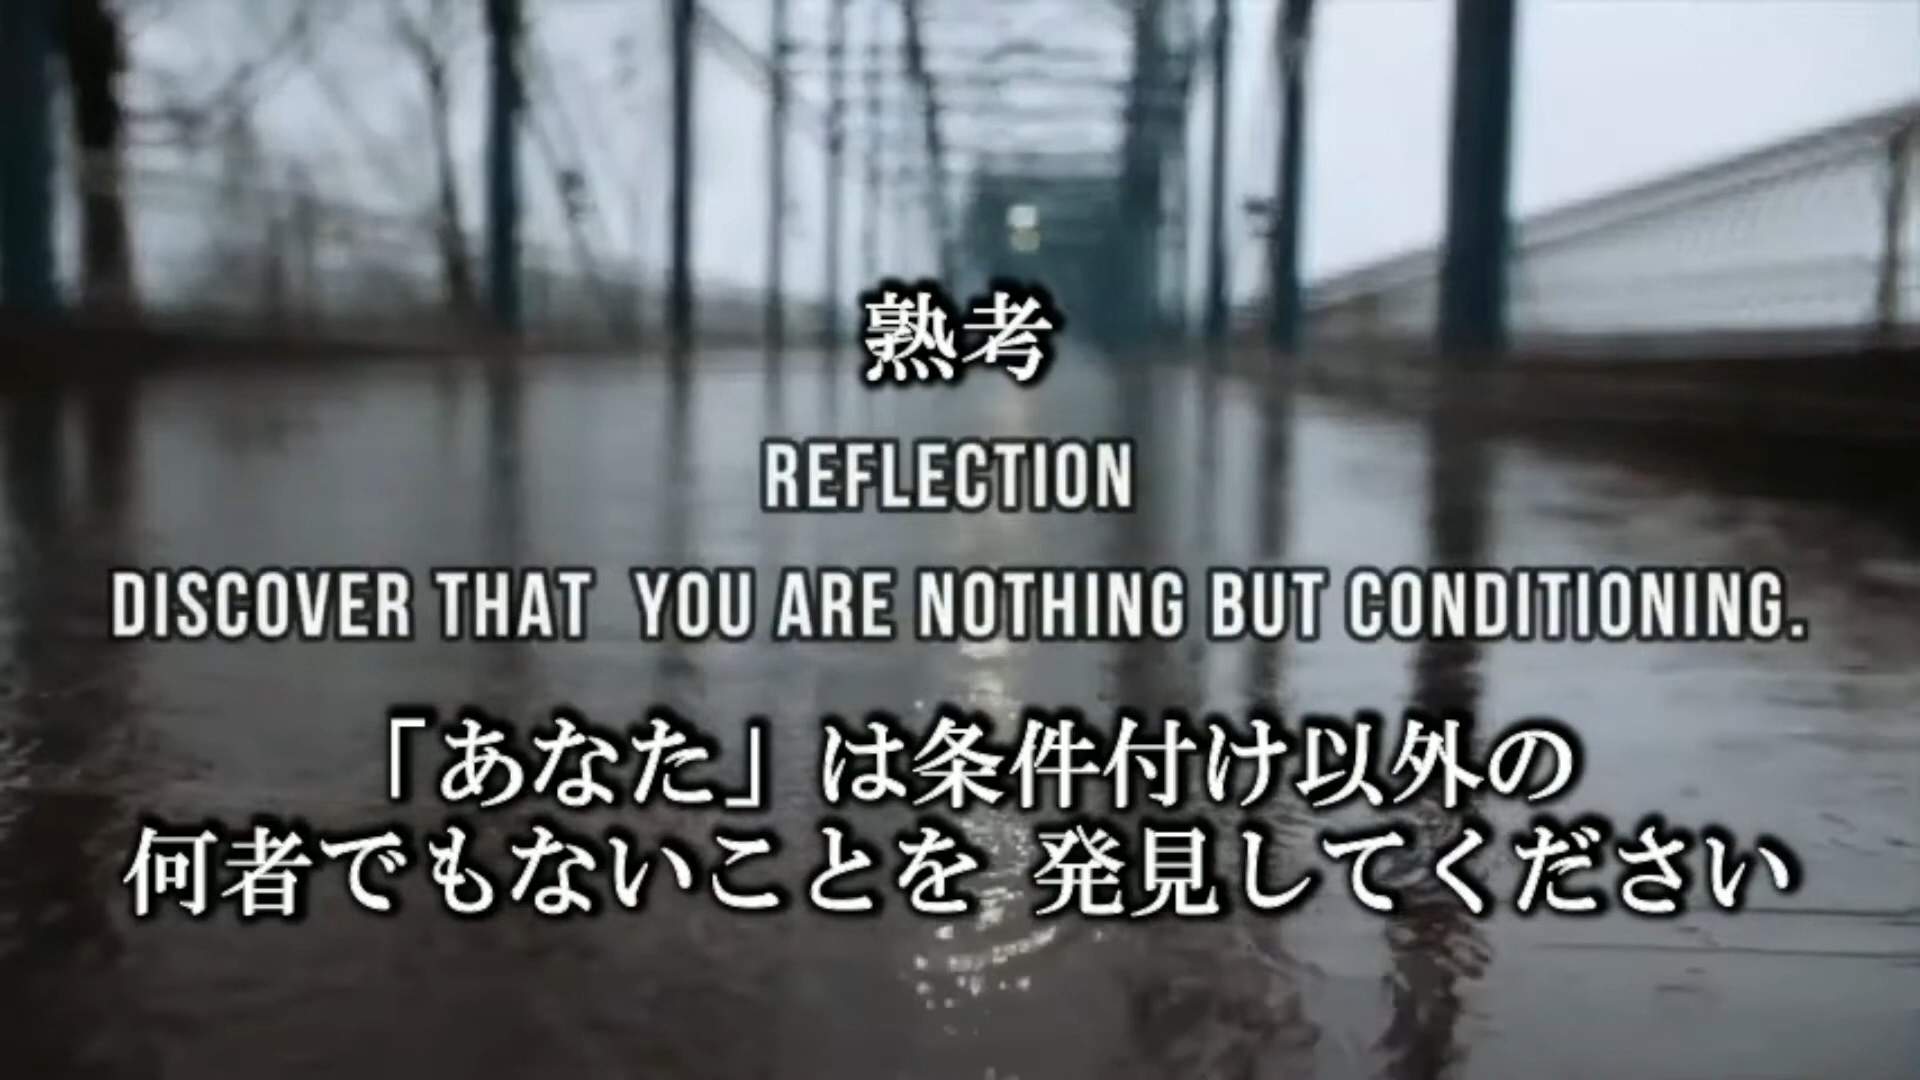 熟考
REFLECTION
DISCOVER THAT YOU ARE NOTHING BUT CONDITIONING.
「あなた」は条件付け以外の
何者でもないことを 発見してください